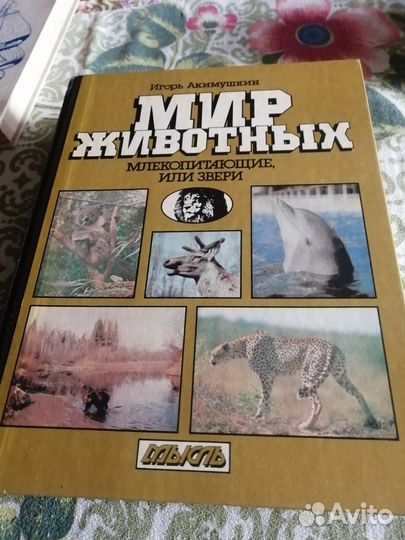 Игорь Акимушкин
МИР
ЖИВОТНЫХ
МЛЕКОПИТАЮЩИЕ,
ИЛИ ЗВЕРИ
МЫСЛЬ
Avito